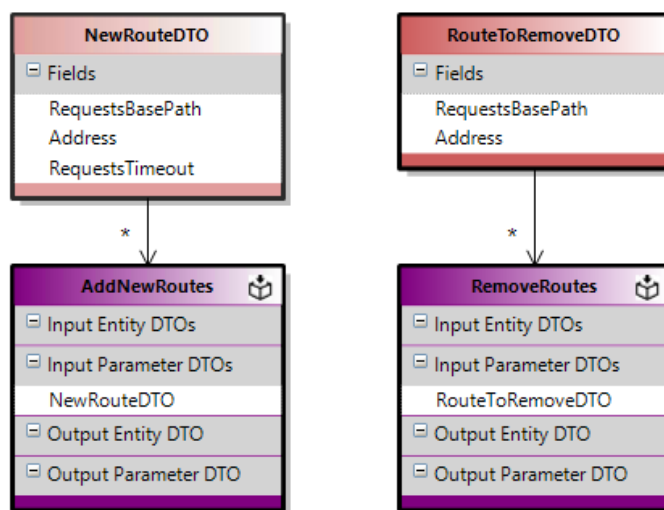 NewRouteDTO
Fields
RequestsBasePath
Address
RequestsTimeout
*
AddNewRoutes
Input Entity DTOs
Input Parameter DTOs
NewRouteDTO
Output Entity DTO
Output Parameter DTO
RouteToRemoveDTO
Fields
RequestsBasePath
Address
*
RemoveRoutes
Input Entity DTOs
Input Parameter DTOs
RouteToRemoveDTO
Output Entity DTO
Output Parameter DTO